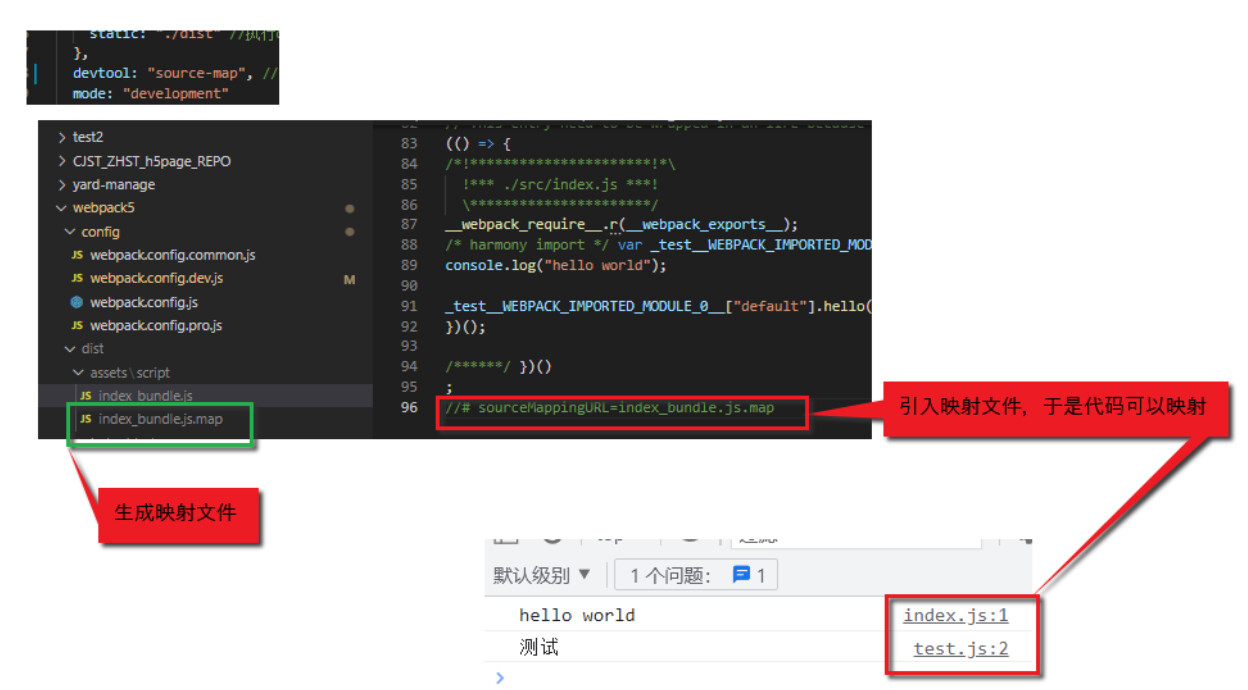 static: "./dist" //执行
},
devtool: "source-map", //
mode: "development"
test2
CJST_ZHST_h5page_REPO
yard-manage
webpack5
config
JS webpack.config.common.js
JS webpack.config.dev.js M
webpack.config.js
JS webpack.config.pro.js
dist
assets\script
JS index_bundle.js
JS index_bundle.js.map
82 // This entry need to be wrapped in an IIFE because
83 (() => {
84 /*!**********************!*\
85 !*** ./src/index.js ***!
86 \**********************/
87 __webpack_require__.r(__webpack_exports__);
88 /* harmony import */ var _test__WEBPACK_IMPORTED_MOD
89 console.log("hello world");
90
91 _test__WEBPACK_IMPORTED_MODULE_0__["default"].hello(
92 })();
93
94 /******/ })()
95 ;
96 //# sourceMappingURL=index_bundle.js.map
引入映射文件，于是代码可以映射
生成映射文件
top
过滤
默认级别 ▼ 1 个问题： 1
hello world index.js:1
测试 test.js:2
>